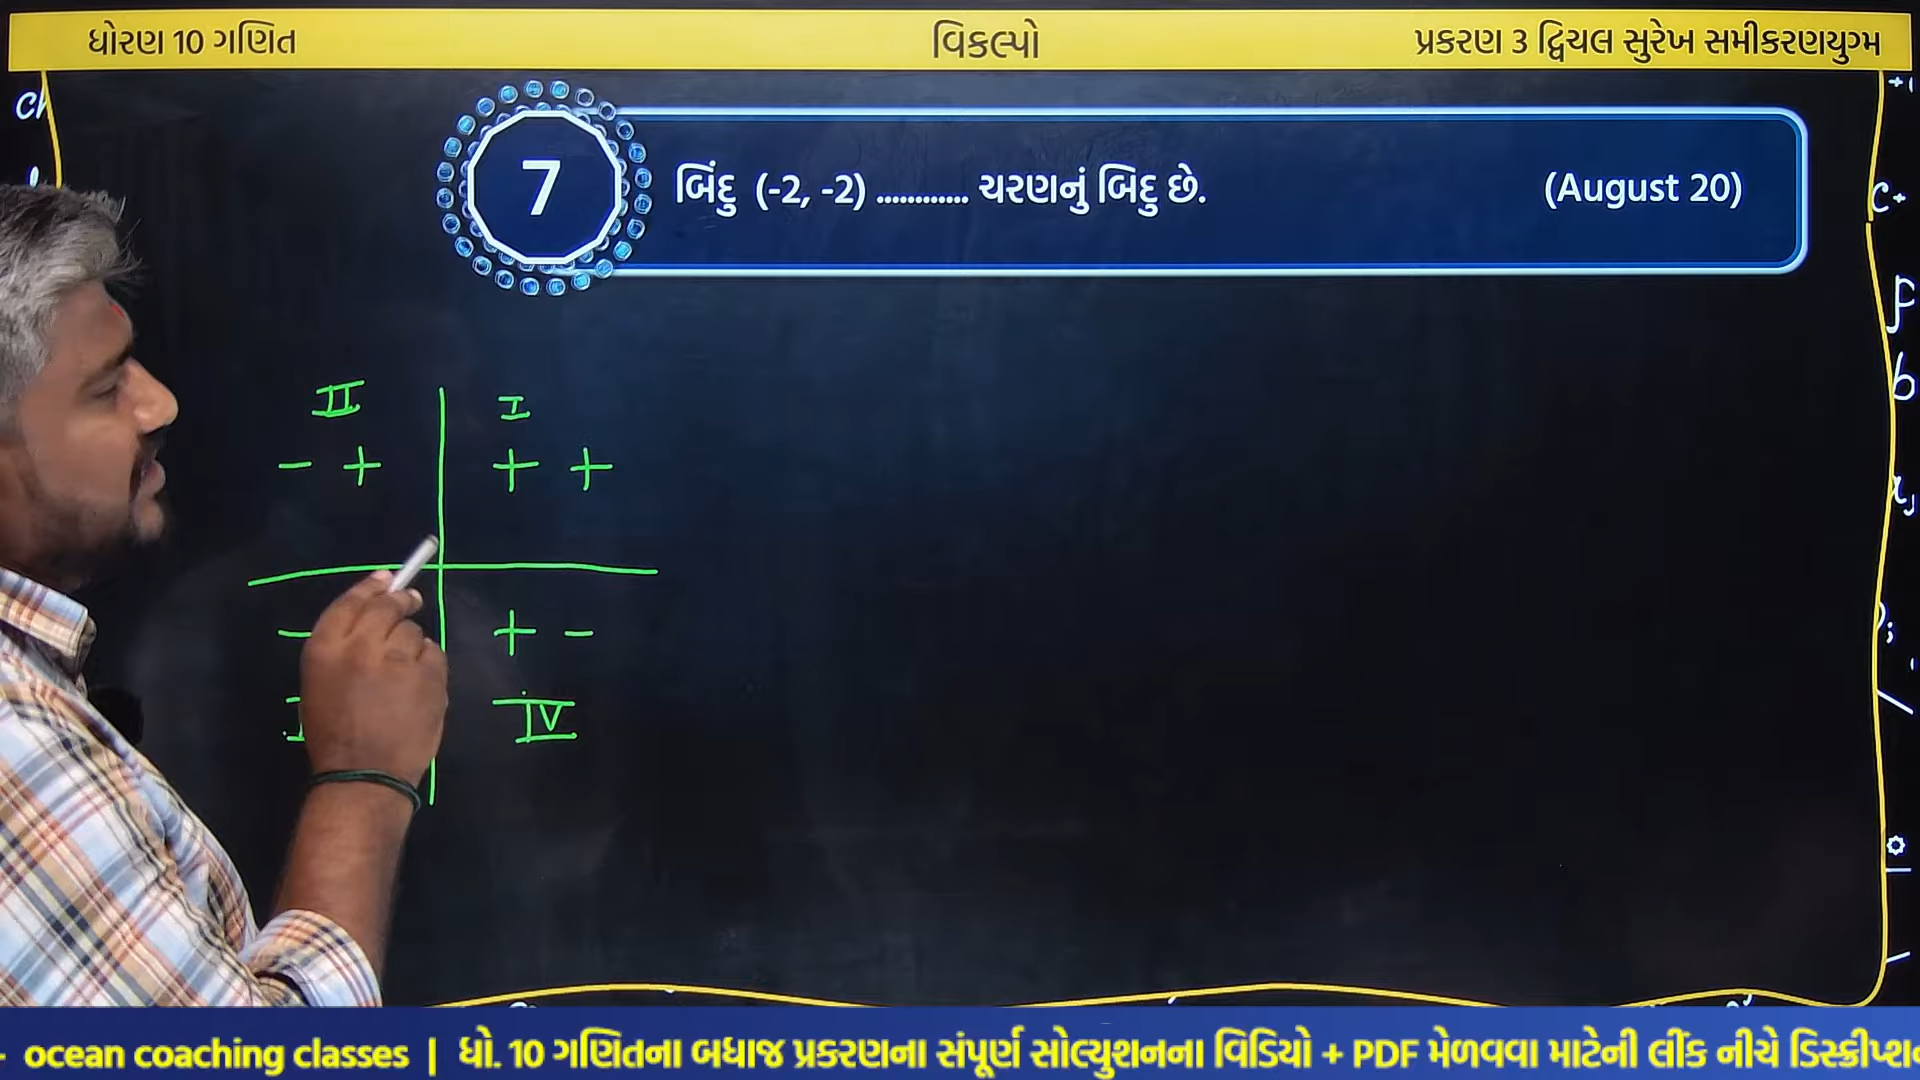 ધોરણ 10 ગણિત
વિકલ્પો
પ્રકરણ 3 દ્વિચલ સુરેખ સમીકરણયુગ્મ
7
બિંદુ (-2, -2) ............ ચરણનું બિદુ છે.
(August 20)
II
I
- +
+ +
-
+ -
IV
ocean coaching classes | ધો. 10 ગણિતના બધાજ પ્રકરણના સંપૂર્ણ સોલ્યુશનના વિડિયો + PDF મેળવવા માટેની લીંક નીચે